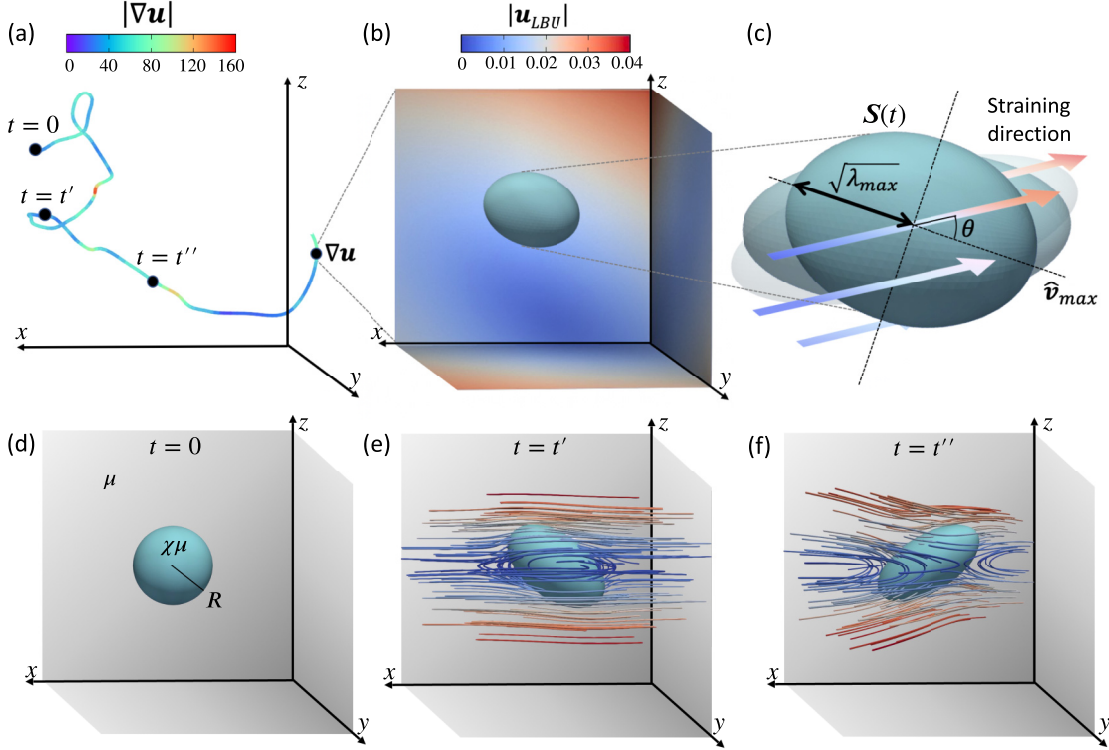 (a)
|∇u|
0 40 80 120 160
t = 0
t = t′
t = t′′
∇u
z
x
y
(b)
|u_LBU|
0 0.01 0.02 0.03 0.04
z
x
y
(c)
S(t)
Straining
direction
√λ_max
θ
v̂_max
(d)
t = 0
μ
χμ
R
z
x
y
(e)
t = t′
z
x
y
(f)
t = t′′
z
x
y